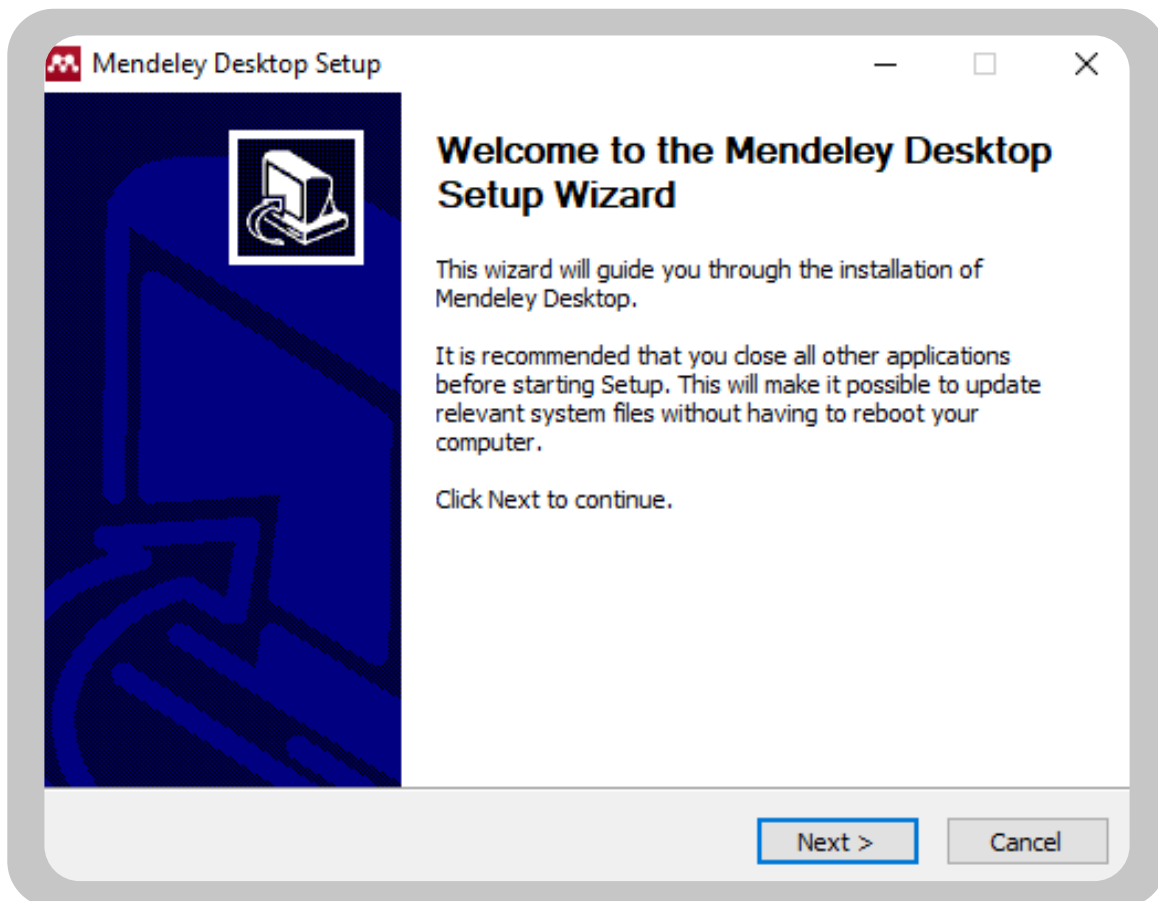 Mendeley Desktop Setup
Welcome to the Mendeley Desktop
Setup Wizard
This wizard will guide you through the installation of
Mendeley Desktop.
It is recommended that you close all other applications
before starting Setup. This will make it possible to update
relevant system files without having to reboot your
computer.
Click Next to continue.
Next >
Cancel